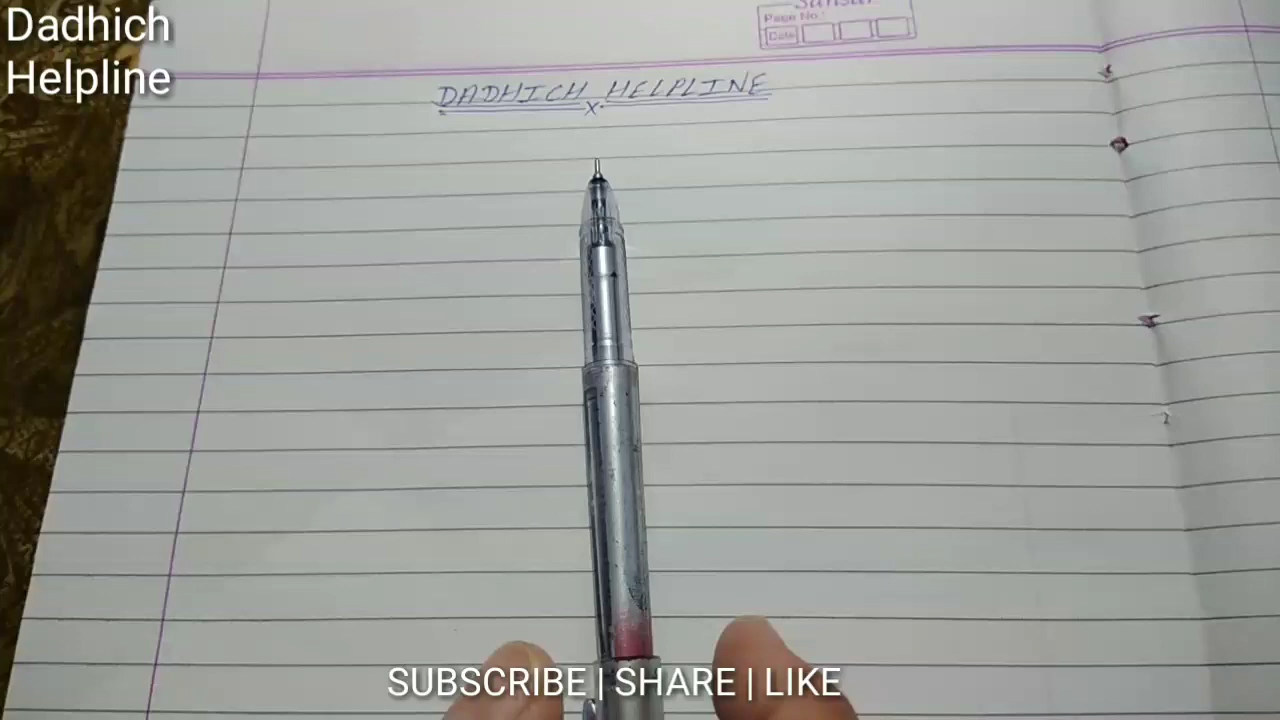 Dadhich
Helpline
Page No.
Date
DADHICH HELPLINE
x
SUBSCRIBE | SHARE | LIKE